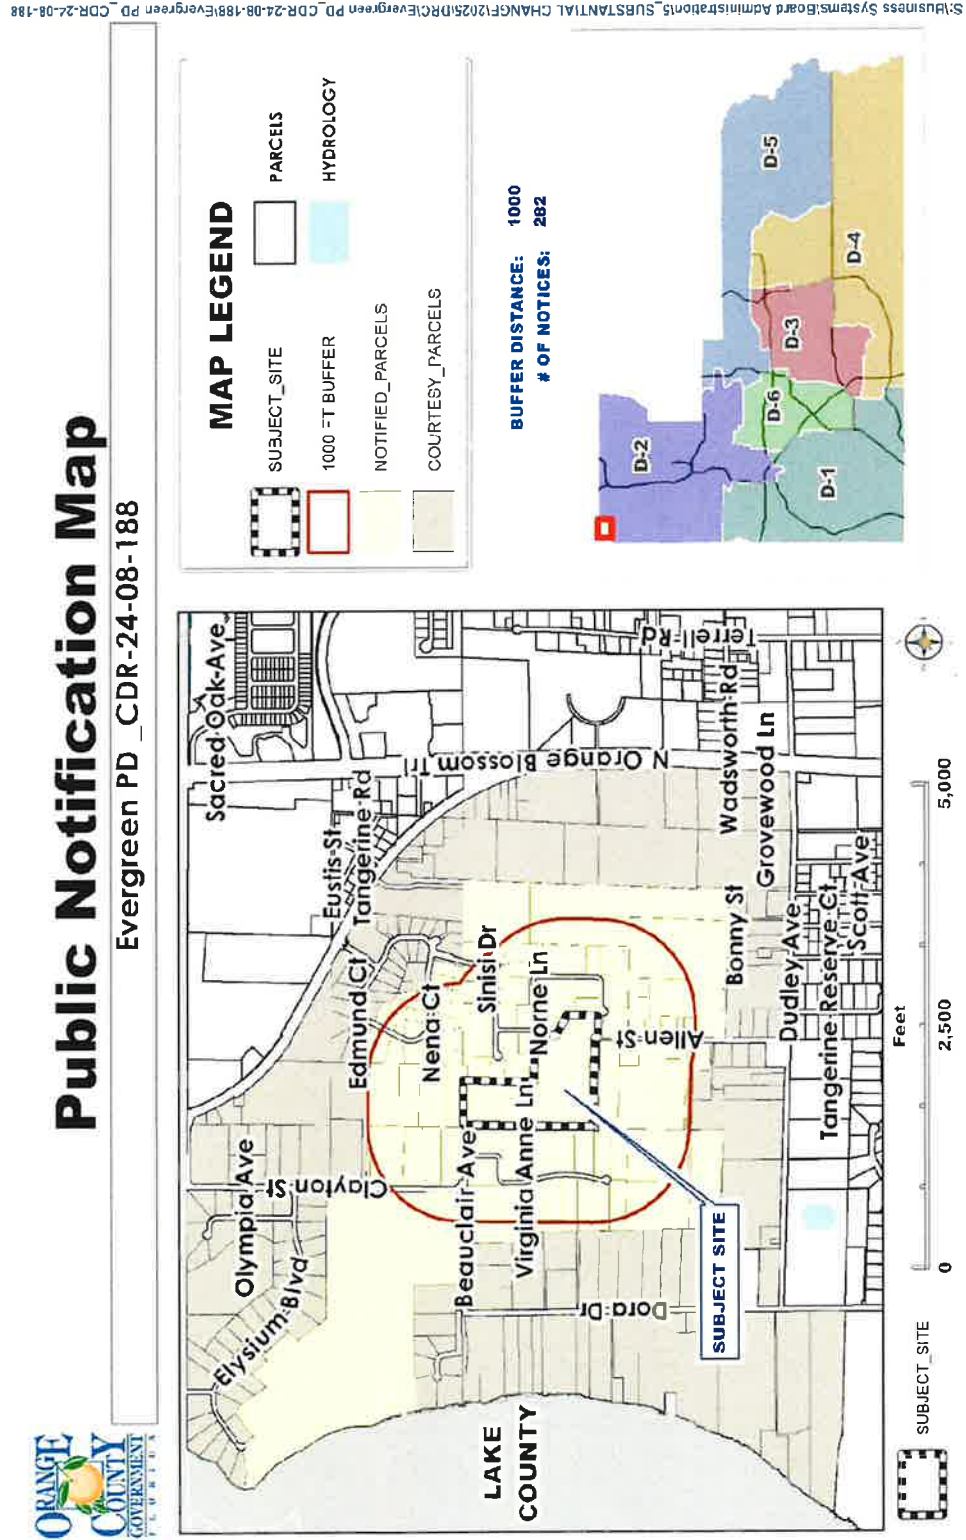 ORANGE
COUNTY
GOVERNMENT
FLORIDA
Public Notification Map
Evergreen PD _CDR-24-08-188
MAP LEGEND
SUBJECT_SITE
PARCELS
1000 FT BUFFER
HYDROLOGY
NOTIFIED_PARCELS
COURTESY_PARCELS
BUFFER DISTANCE: 1000
# OF NOTICES: 282
D-2
D-5
D-3
D-4
D-6
D-1
Sacred Oak Ave
Eustis St
Tangerine Rd
N Orange Blossom Trl
Olympia Ave
Clayton St
Elysium Blvd
Edmund Ct
Nena Ct
Sinisi Dr
Beauclair Ave
Virginia Anne Ln
Norne Ln
Allen St
Dora Dr
Terrell Rd
Wadsworth Rd
Grovewood Ln
Bonny St
Dudley Ave
Tangerine Reserve Ct
Scott Ave
LAKE
COUNTY
SUBJECT SITE
SUBJECT_SITE
Feet
0 2,500 5,000
S:\Business Systems\Board Administration\5_SUBSTANTIAL CHANGE\2025\DRC\Evergreen PD_CDR-24-08-188\Evergreen PD_CDR-24-08-188